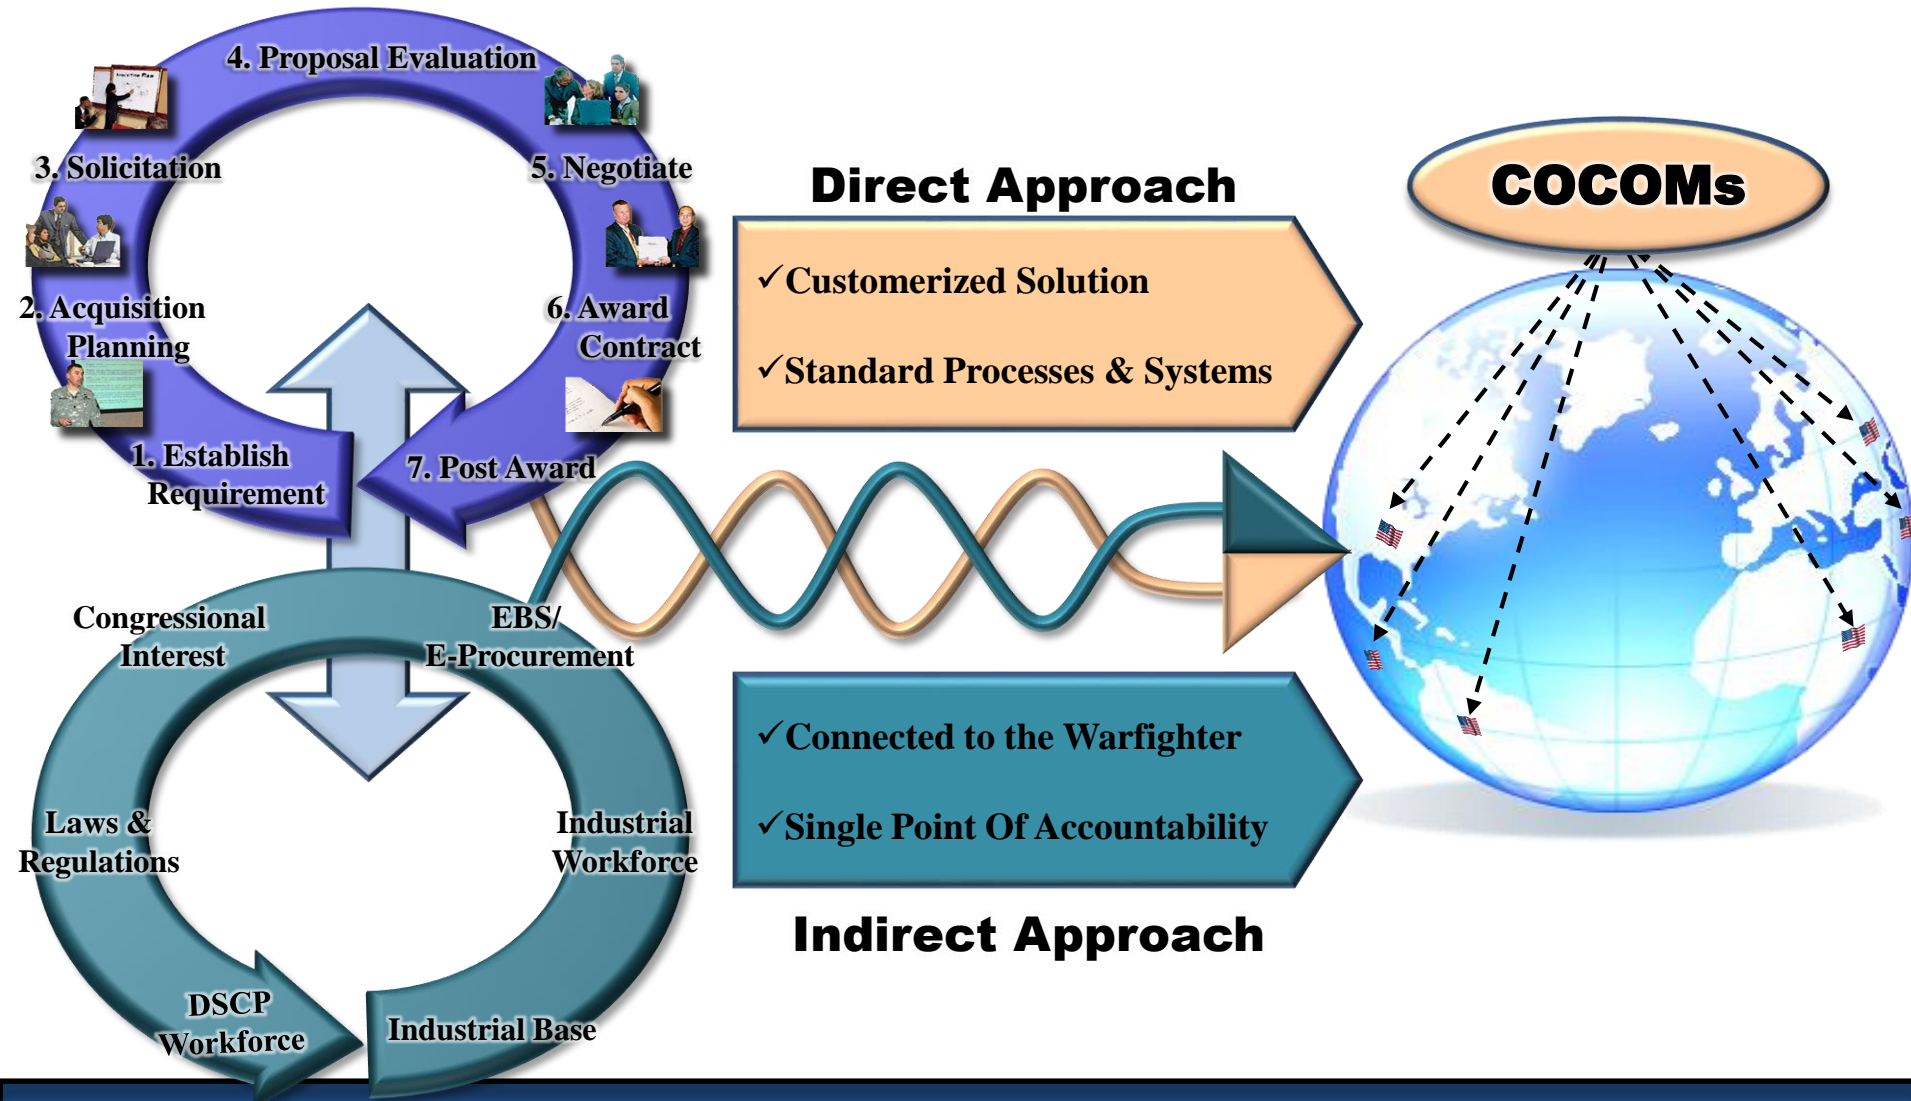 4. Proposal Evaluation
3. Solicitation
5. Negotiate
2. Acquisition
Planning
6. Award
Contract
1. Establish
Requirement
7. Post Award
Congressional
Interest
EBS/
E-Procurement
Laws &
Regulations
Industrial
Workforce
DSCP
Workforce
Industrial Base
Direct Approach
✓Customerized Solution
✓Standard Processes & Systems
✓Connected to the Warfighter
✓Single Point Of Accountability
Indirect Approach
COCOMs